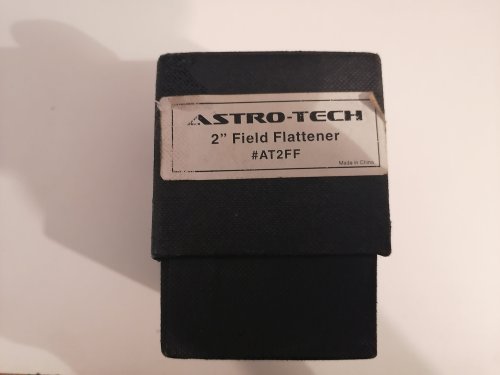 ASTRO-TECH
2” Field Flattener
#AT2FF
Made in China